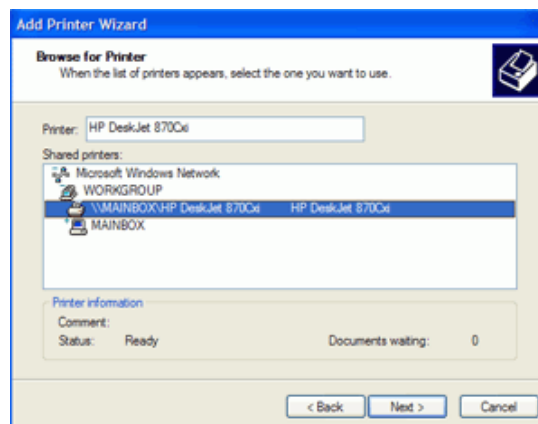 Add Printer Wizard
Browse for Printer
When the list of printers appears, select the one you want to use.
Printer: HP DeskJet 870Cxi
Shared printers:
Microsoft Windows Network
WORKGROUP
\\MAINBOX\HP DeskJet 870Cxi HP DeskJet 870Cxi
MAINBOX
Printer information
Comment:
Status: Ready Documents waiting: 0
< Back Next > Cancel